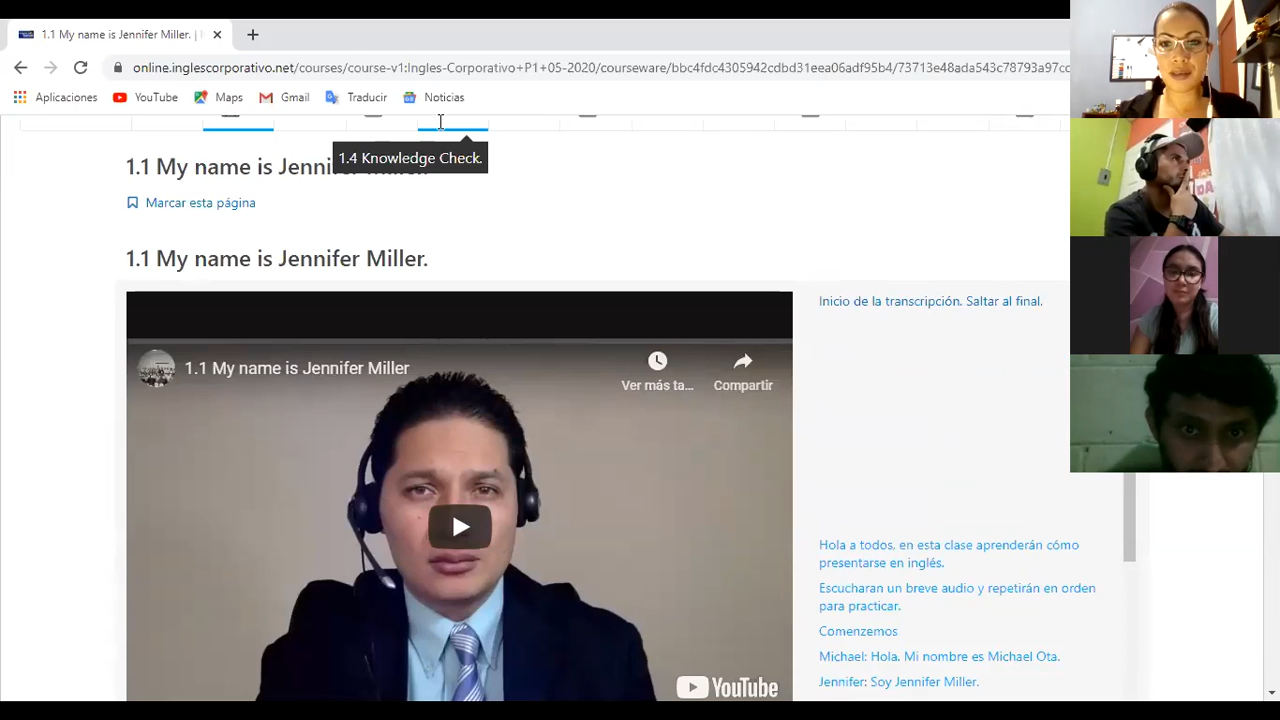 1.1 My name is Jennifer Miller. |
online.inglescorporativo.net/courses/course-v1:Ingles-Corporativo+P1+05-2020/courseware/bbc4fdc4305942cdbd31eea06adf95b4/73713e48ada543c78793a97cc
Aplicaciones YouTube Maps Gmail Traducir Noticias
1.4 Knowledge Check.
1.1 My name is Jennifer Miller.
Marcar esta página
1.1 My name is Jennifer Miller.
Inicio de la transcripción. Saltar al final.
1.1 My name is Jennifer Miller
Ver más ta... Compartir
Hola a todos, en esta clase aprenderán cómo
presentarse en inglés.
Escucharan un breve audio y repetirán en orden
para practicar.
Comenzemos
Michael: Hola. Mi nombre es Michael Ota.
Jennifer: Soy Jennifer Miller.
YouTube